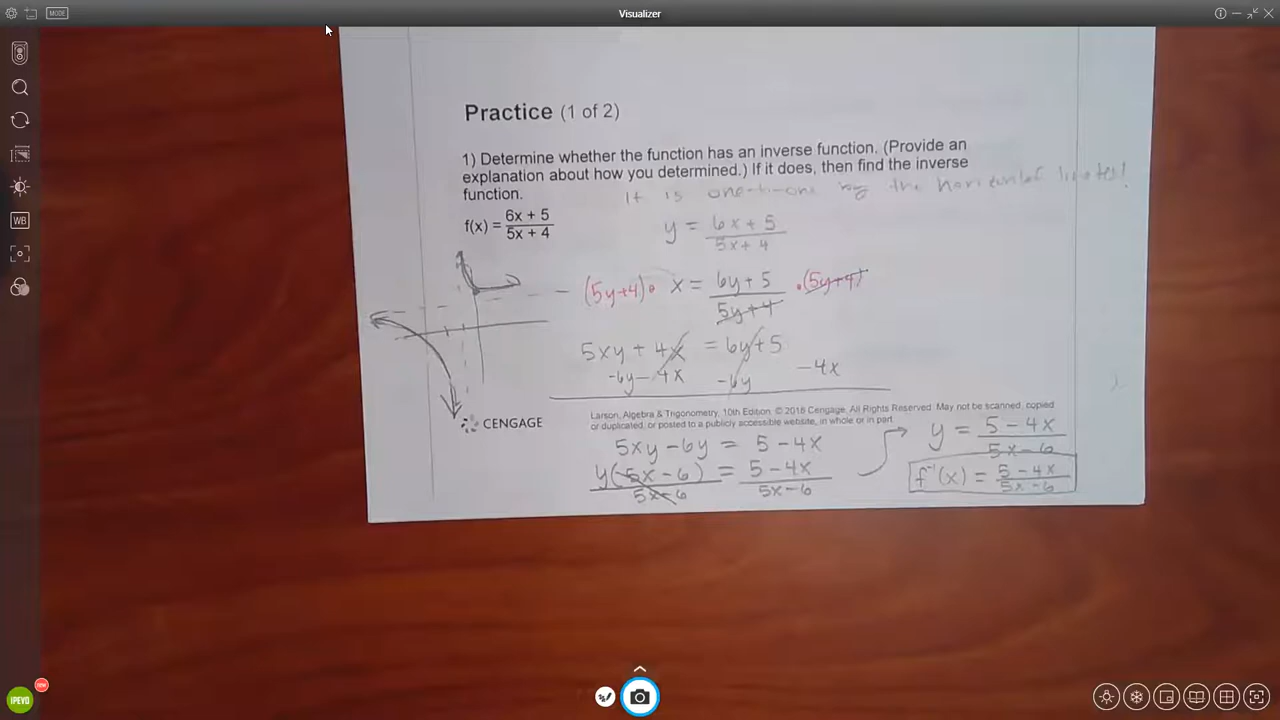 MODE
Visualizer
Practice (1 of 2)
1) Determine whether the function has an inverse function. (Provide an
explanation about how you determined.) If it does, then find the inverse
function.
It is one-to-one by the horizontal line test!
f(x) = 6x + 5 / 5x + 4
y = 6x + 5 / 5x + 4
(5y+4)• x = 6y + 5 / 5y+4 •(5y+4)
5xy + 4x = 6y + 5
-6y - 4x -6y -4x
CENGAGE
Larson, Algebra & Trigonometry, 10th Edition. © 2018 Cengage. All Rights Reserved. May not be scanned, copied
or duplicated, or posted to a publicly accessible website, in whole or in part.
5xy - 6y = 5 - 4x
y(5x - 6) / 5x-6 = 5 - 4x / 5x - 6
y = 5 - 4x / 5x - 6
f⁻¹(x) = 5 - 4x / 5x - 6
WB
IPEVO